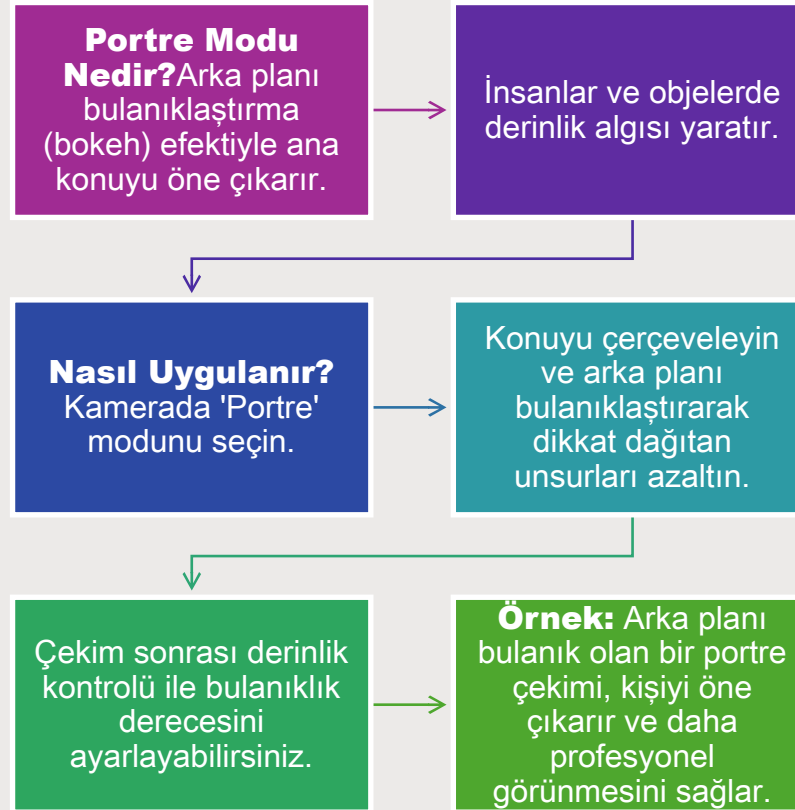 Portre Modu
Nedir?Arka planı
bulanıklaştırma
(bokeh) efektiyle ana
konuyu öne çıkarır.
İnsanlar ve objelerde
derinlik algısı yaratır.
Nasıl Uygulanır?
Kamerada 'Portre'
modunu seçin.
Konuyu çerçeveleyin
ve arka planı
bulanıklaştırarak
dikkat dağıtan
unsurları azaltın.
Çekim sonrası derinlik
kontrolü ile bulanıklık
derecesini
ayarlayabilirsiniz.
Örnek: Arka planı
bulanık olan bir portre
çekimi, kişiyi öne
çıkarır ve daha
profesyonel
görünmesini sağlar.